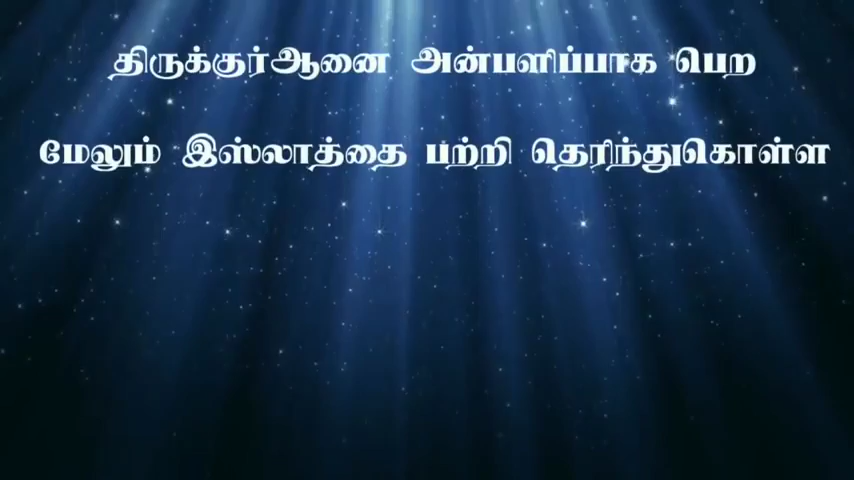 திருக்குர்ஆனை அன்பளிப்பாக பெற
மேலும் இஸ்லாத்தை பற்றி தெரிந்துகொள்ள